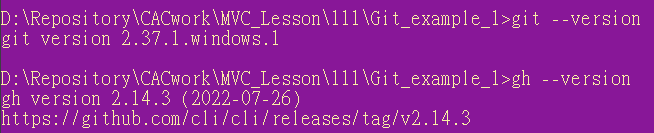 D:\Repository\CACwork\MVC_Lesson\111\Git_example_1>git --version
git version 2.37.1.windows.1
D:\Repository\CACwork\MVC_Lesson\111\Git_example_1>gh --version
gh version 2.14.3 (2022-07-26)
https://github.com/cli/cli/releases/tag/v2.14.3